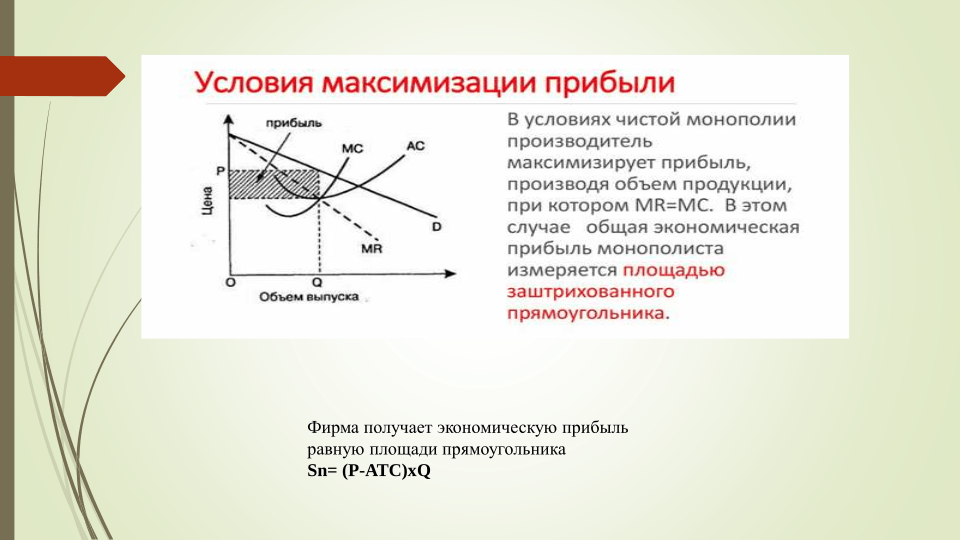 Условия максимизации прибыли
прибыль
MC
AC
P
Цена
D
MR
O
Q
Объем выпуска
В условиях чистой монополии
производитель
максимизирует прибыль,
производя объем продукции,
при котором MR=MC. В этом
случае общая экономическая
прибыль монополиста
измеряется площадью
заштрихованного
прямоугольника.
Фирма получает экономическую прибыль
равную площади прямоугольника
Sn= (P-ATC)xQ